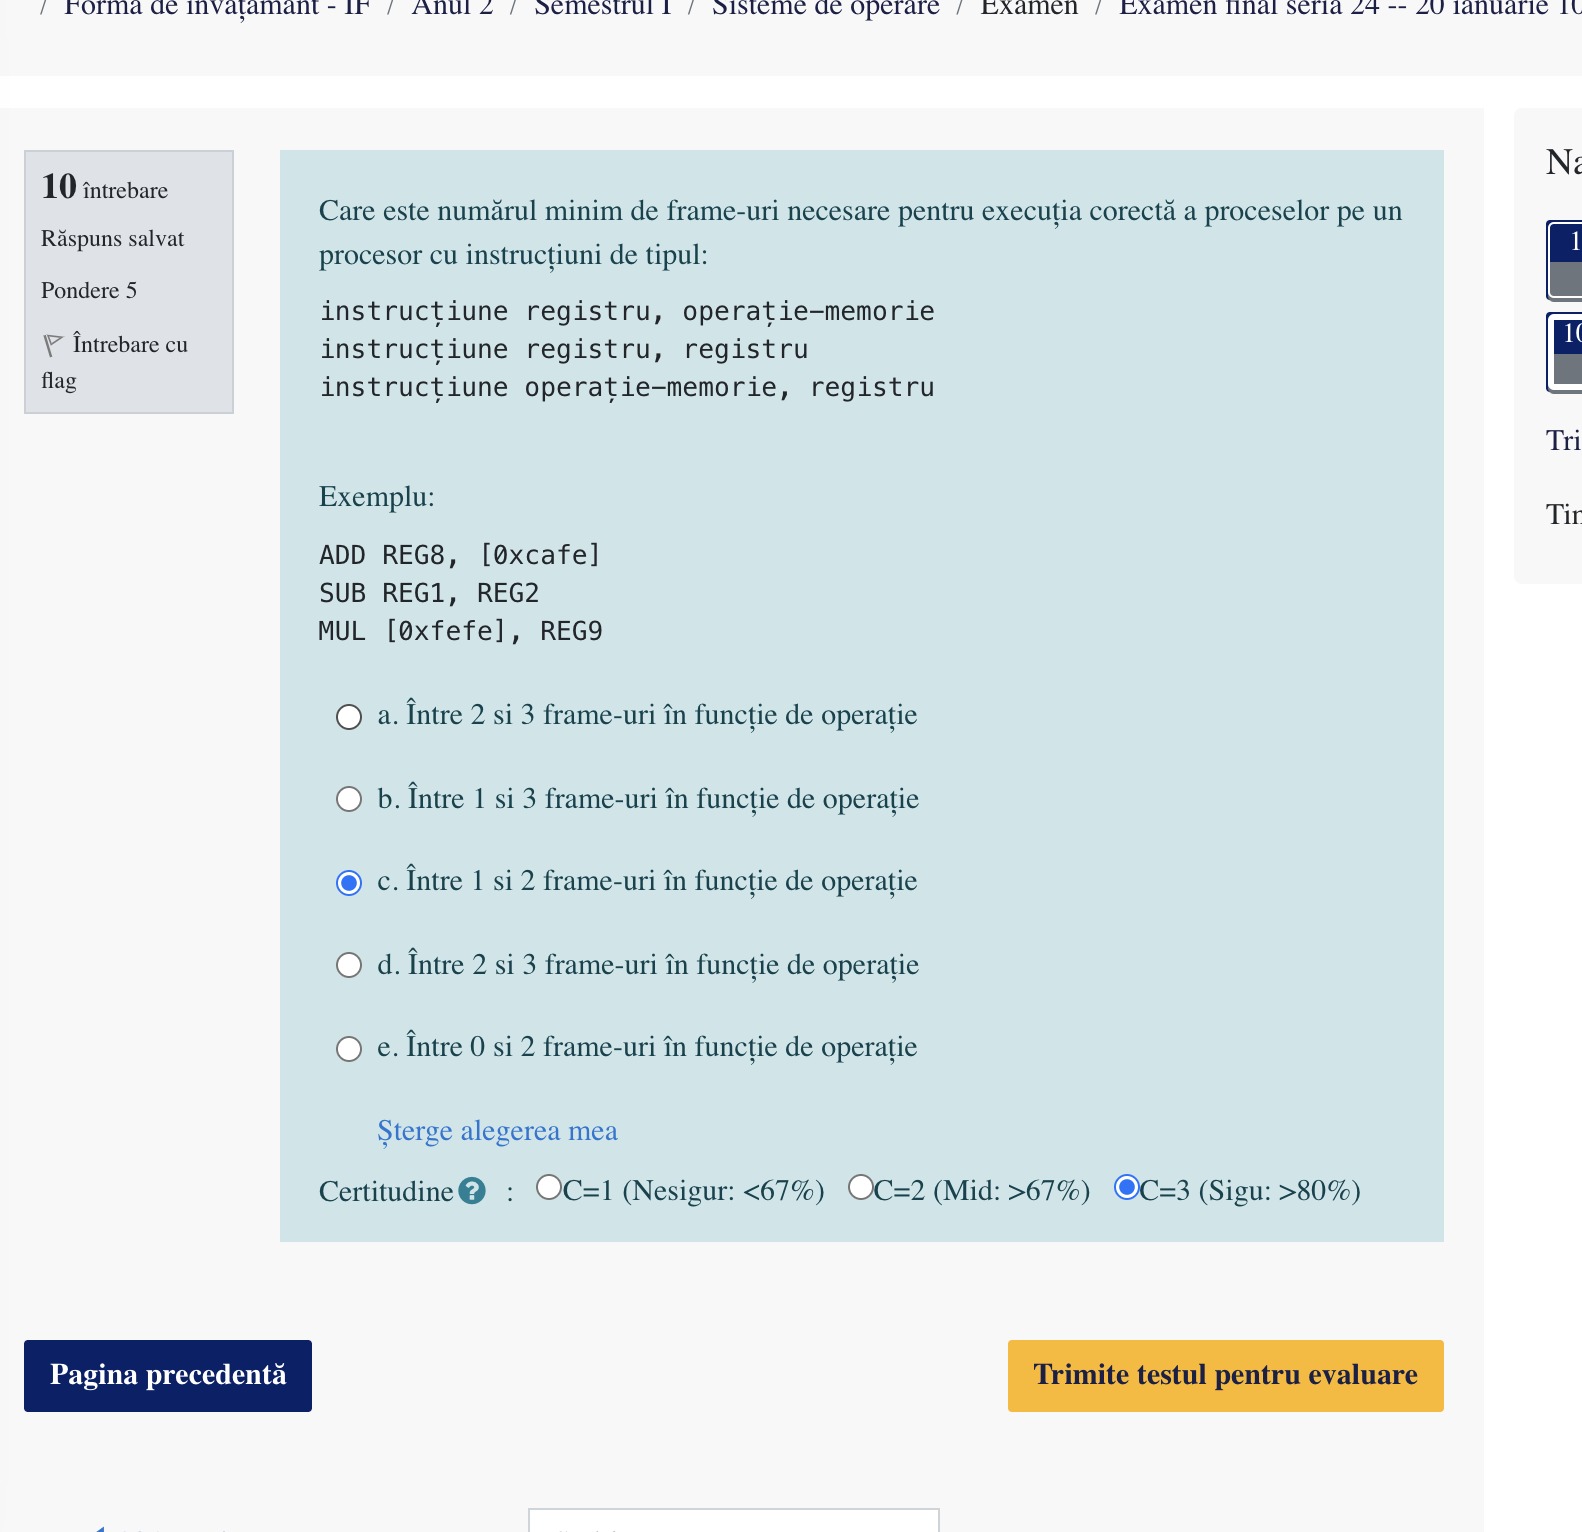 / Forma de învățământ - IF / Anul 2 / Semestrul I / Sisteme de operare / Examen / Examen final seria 24 -- 20 ianuarie 10
10 întrebare
Răspuns salvat
Pondere 5
Întrebare cu
flag
Care este numărul minim de frame-uri necesare pentru execuția corectă a proceselor pe un
procesor cu instrucțiuni de tipul:
instrucțiune registru, operație-memorie
instrucțiune registru, registru
instrucțiune operație-memorie, registru
Exemplu:
ADD REG8, [0xcafe]
SUB REG1, REG2
MUL [0xfefe], REG9
a. Între 2 si 3 frame-uri în funcție de operație
b. Între 1 si 3 frame-uri în funcție de operație
c. Între 1 si 2 frame-uri în funcție de operație
d. Între 2 si 3 frame-uri în funcție de operație
e. Între 0 si 2 frame-uri în funcție de operație
Șterge alegerea mea
Certitudine ? : C=1 (Nesigur: <67%) C=2 (Mid: >67%) C=3 (Sigu: >80%)
Pagina precedentă
Trimite testul pentru evaluare
Na
1
10
Tri